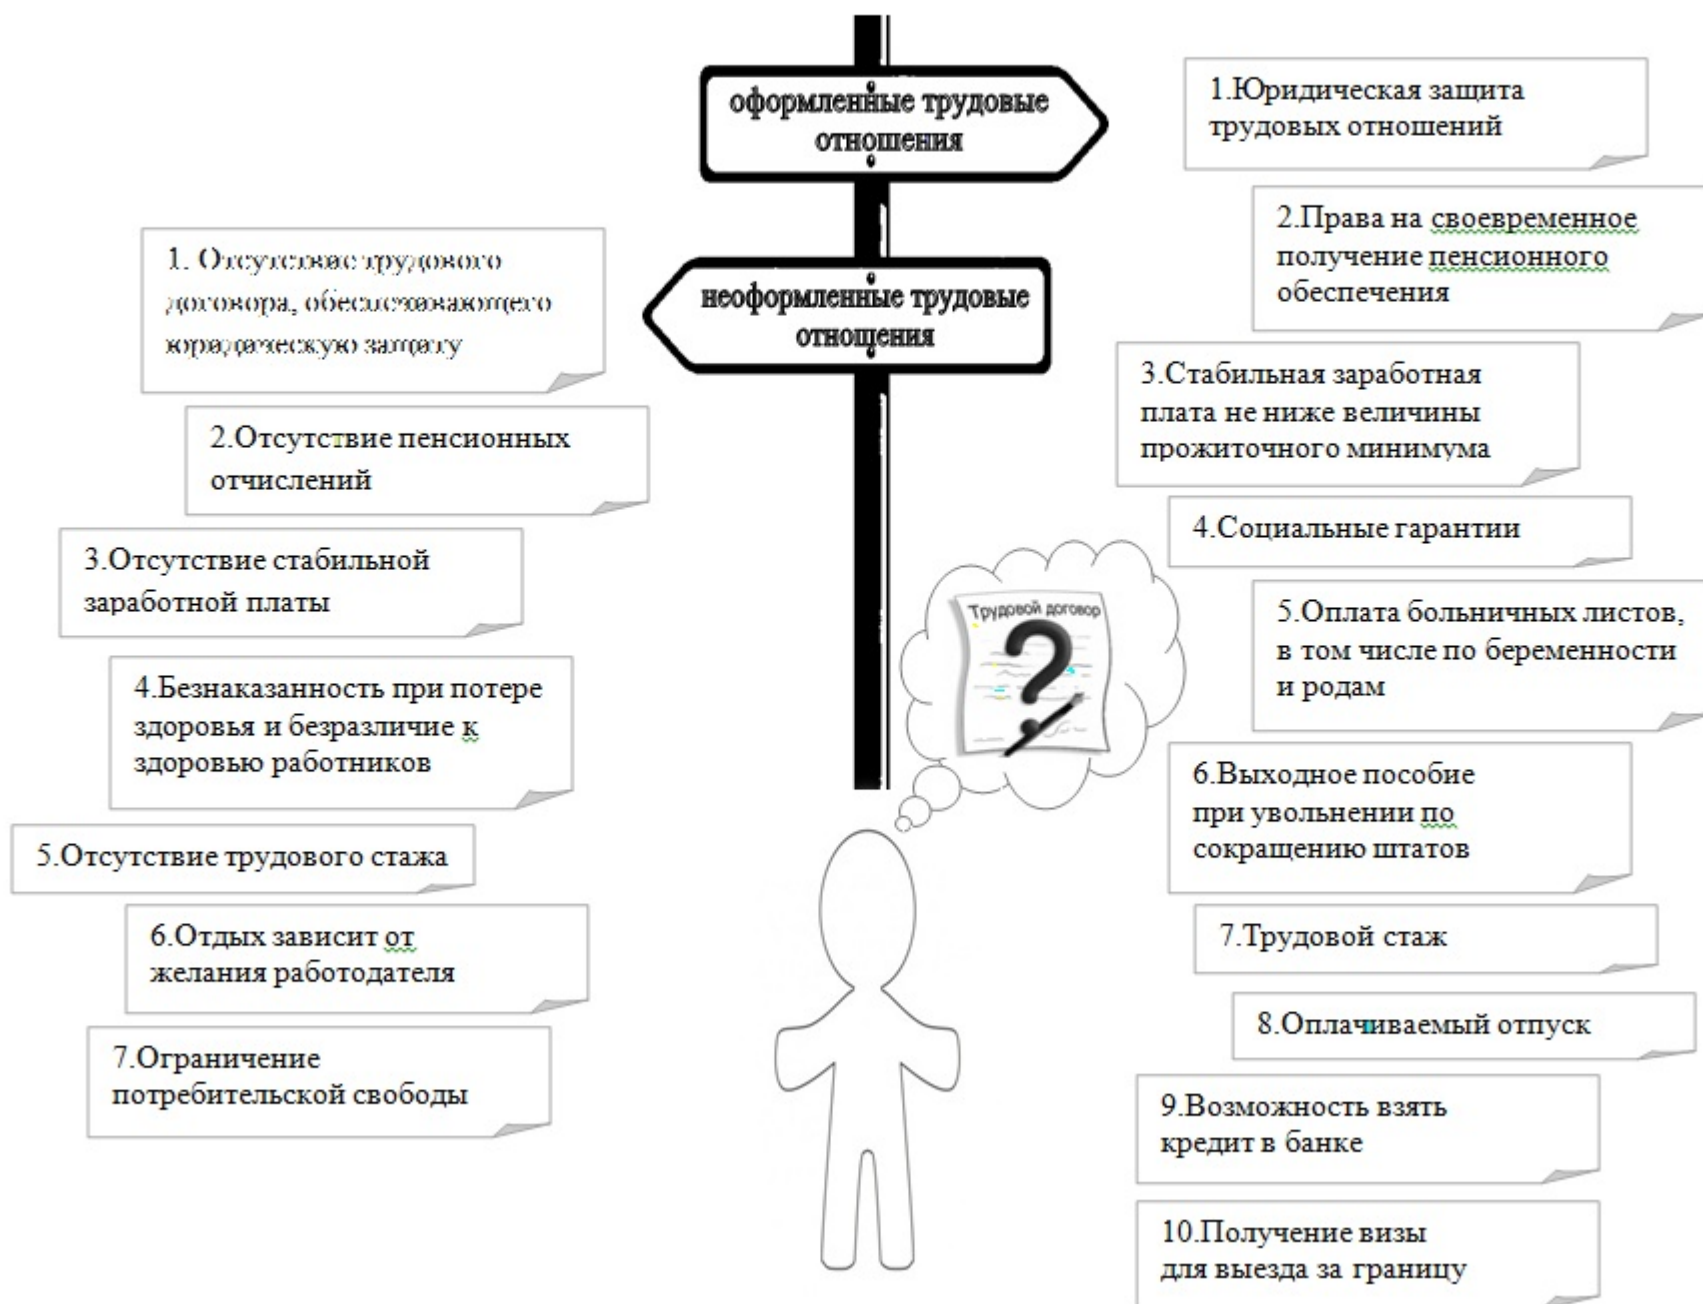 оформленные трудовые
отношения
неоформленные трудовые
отношения
1. Отсутствие трудового
договора, обеспечивающего
юридическую защиту
2.Отсутствие пенсионных
отчислений
3.Отсутствие стабильной
заработной платы
4.Безнаказанность при потере
здоровья и безразличие к
здоровью работников
5.Отсутствие трудового стажа
6.Отдых зависит от
желания работодателя
7.Ограничение
потребительской свободы
Трудовой договор
?
1.Юридическая защита
трудовых отношений
2.Права на своевременное
получение пенсионного
обеспечения
3.Стабильная заработная
плата не ниже величины
прожиточного минимума
4.Социальные гарантии
5.Оплата больничных листов,
в том числе по беременности
и родам
6.Выходное пособие
при увольнении по
сокращению штатов
7.Трудовой стаж
8.Оплачиваемый отпуск
9.Возможность взять
кредит в банке
10.Получение визы
для выезда за границу